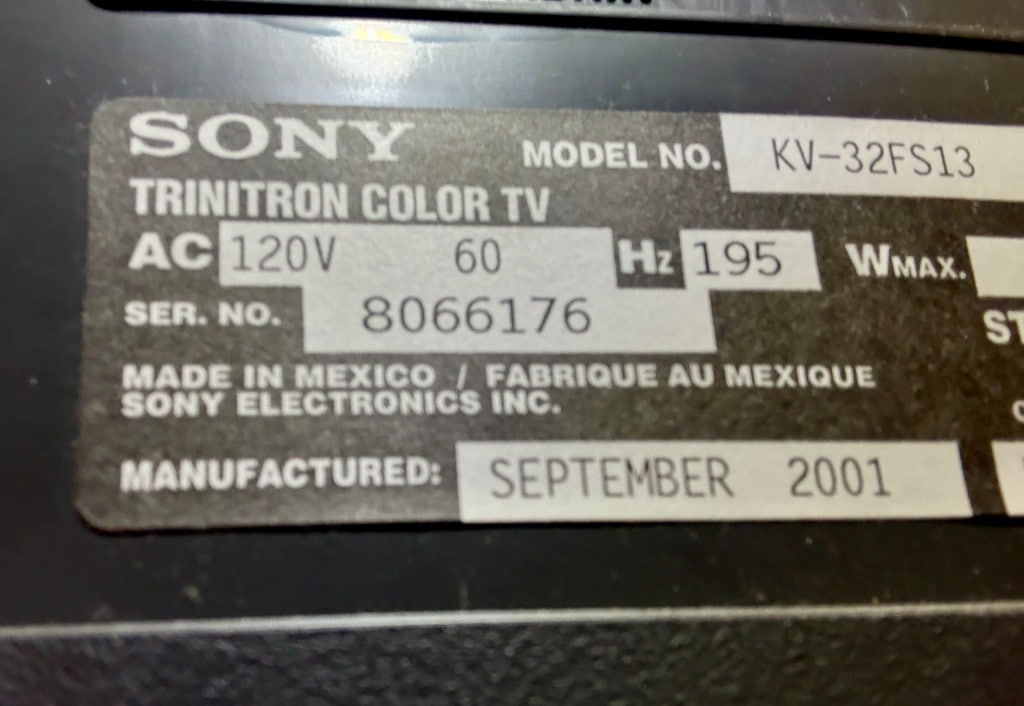 SONY MODEL NO. KV-32FS13
TRINITRON COLOR TV
AC 120V 60 Hz 195 WMAX.
SER. NO. 8066176
ST
MADE IN MEXICO / FABRIQUE AU MEXIQUE
SONY ELECTRONICS INC.
MANUFACTURED: SEPTEMBER 2001